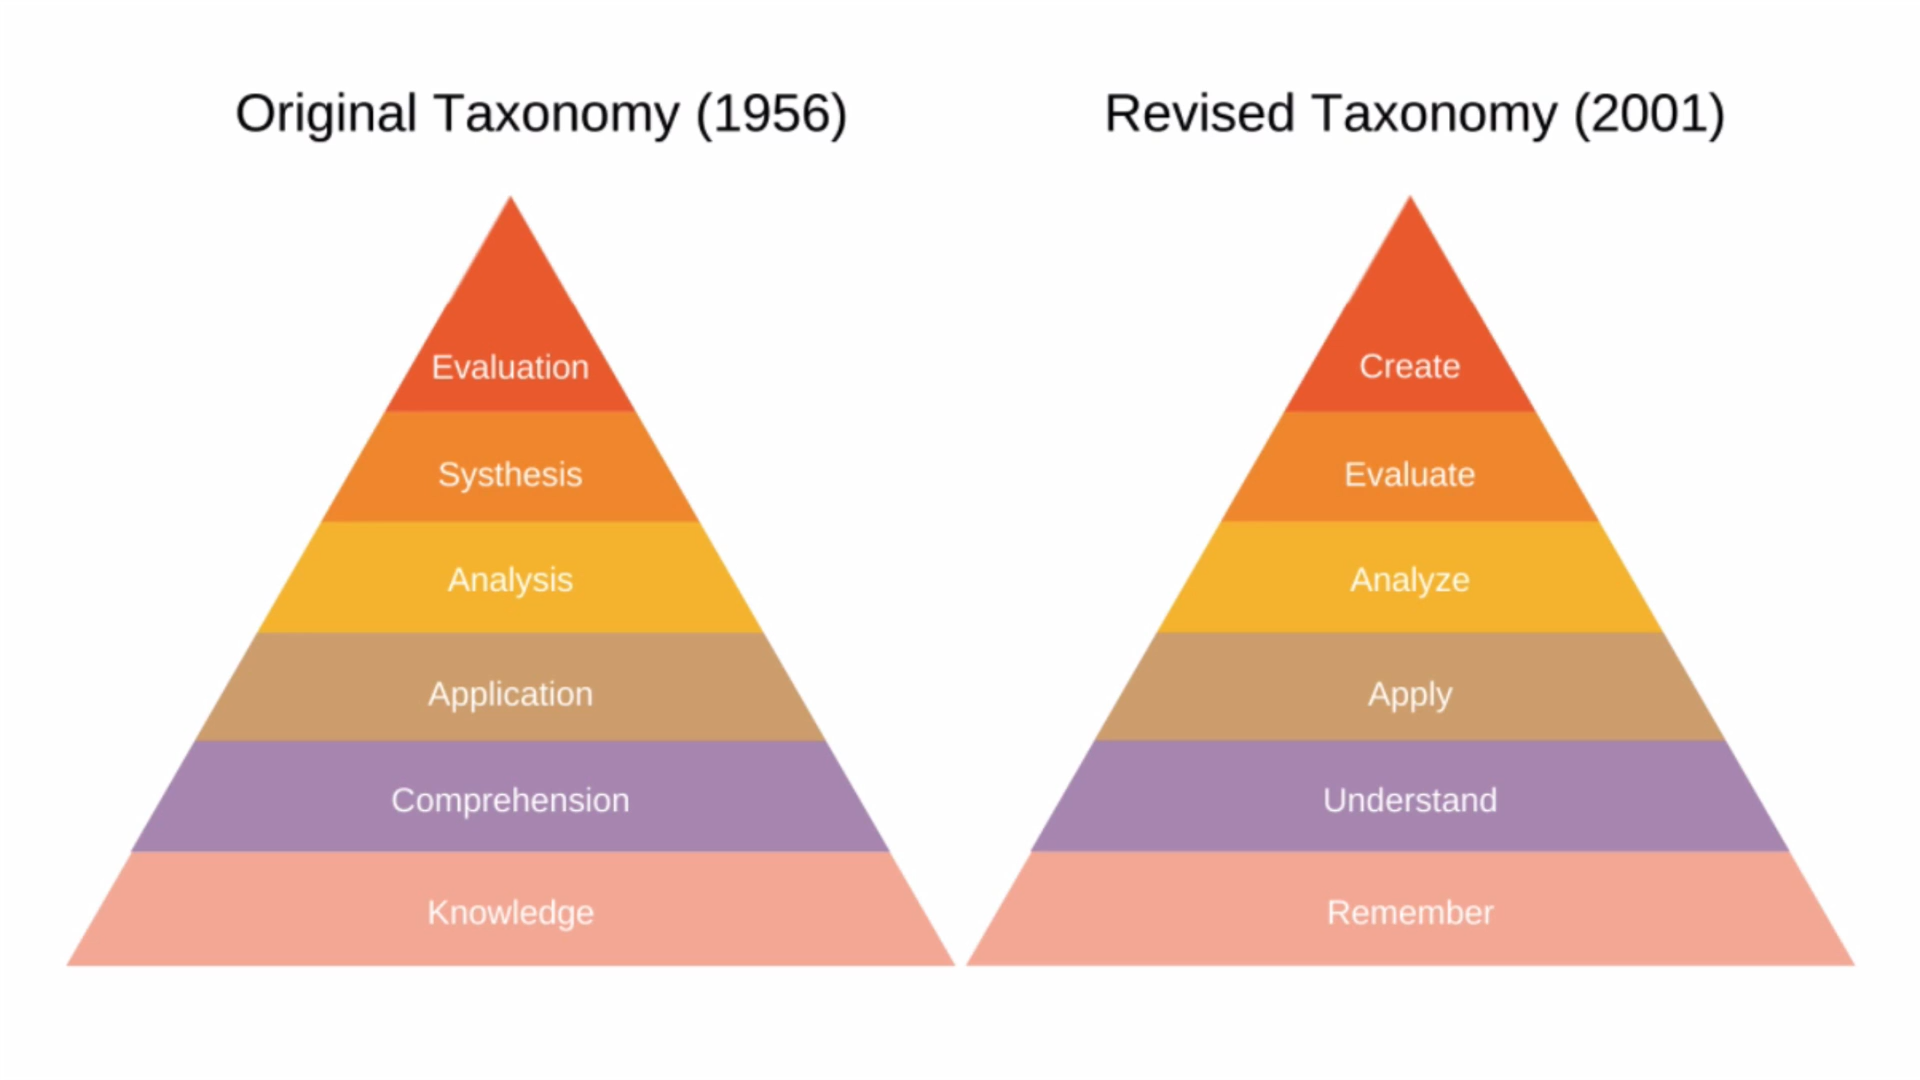 Original Taxonomy (1956)
Evaluation
Systhesis
Analysis
Application
Comprehension
Knowledge
Revised Taxonomy (2001)
Create
Evaluate
Analyze
Apply
Understand
Remember